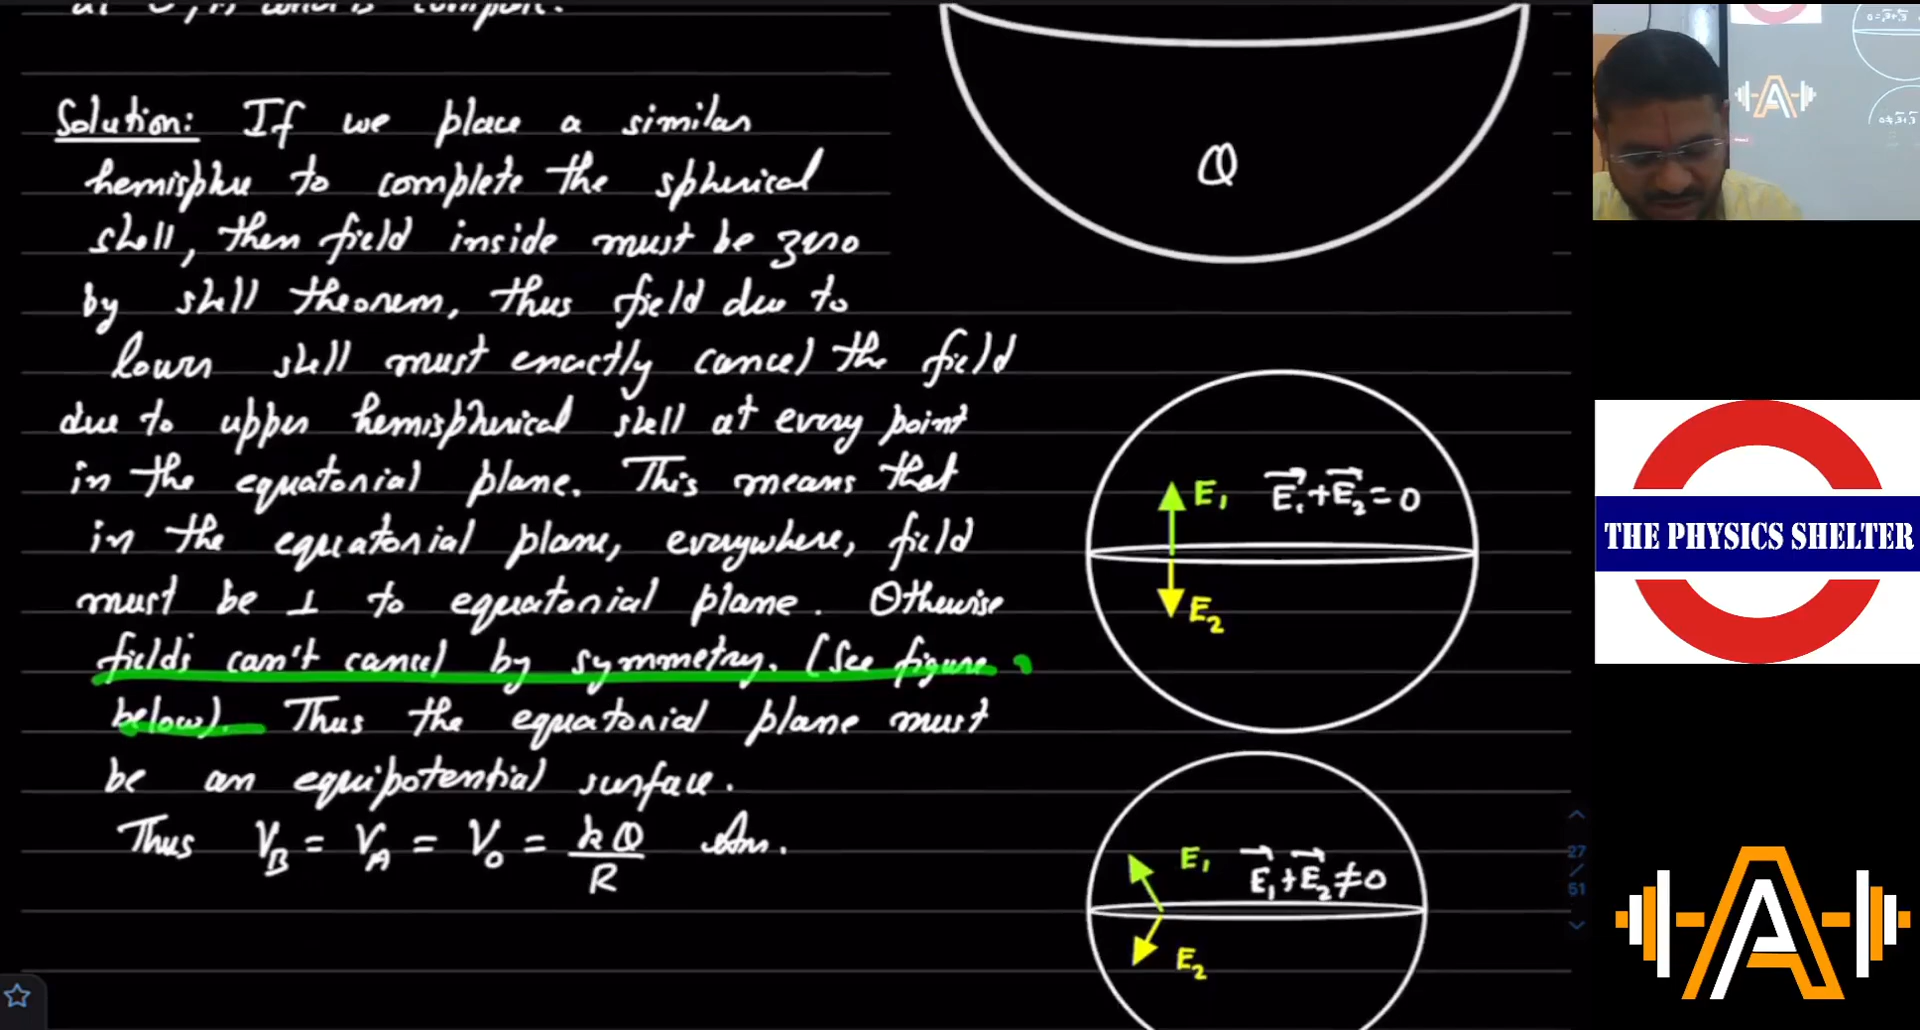 Solution: If we place a similar
hemisphere to complete the spherical
shell, then field inside must be zero
by shell theorem, thus field due to
lower shell must exactly cancel the field
due to upper hemispherical shell at every point
in the equatorial plane. This means that
in the equatorial plane, everywhere, field
must be ⊥ to equatorial plane. Otherwise
fields can't cancel by symmetry. (See figure
below). Thus the equatorial plane must
be an equipotential surface.
Thus V_B = V_A = V_0 = kQ/R Ans.
Q
E₁ E⃗₁+E⃗₂=0
E₂
E₁ E⃗₁+E⃗₂≠0
E₂
27
/
51
THE PHYSICS SHELTER
A
A